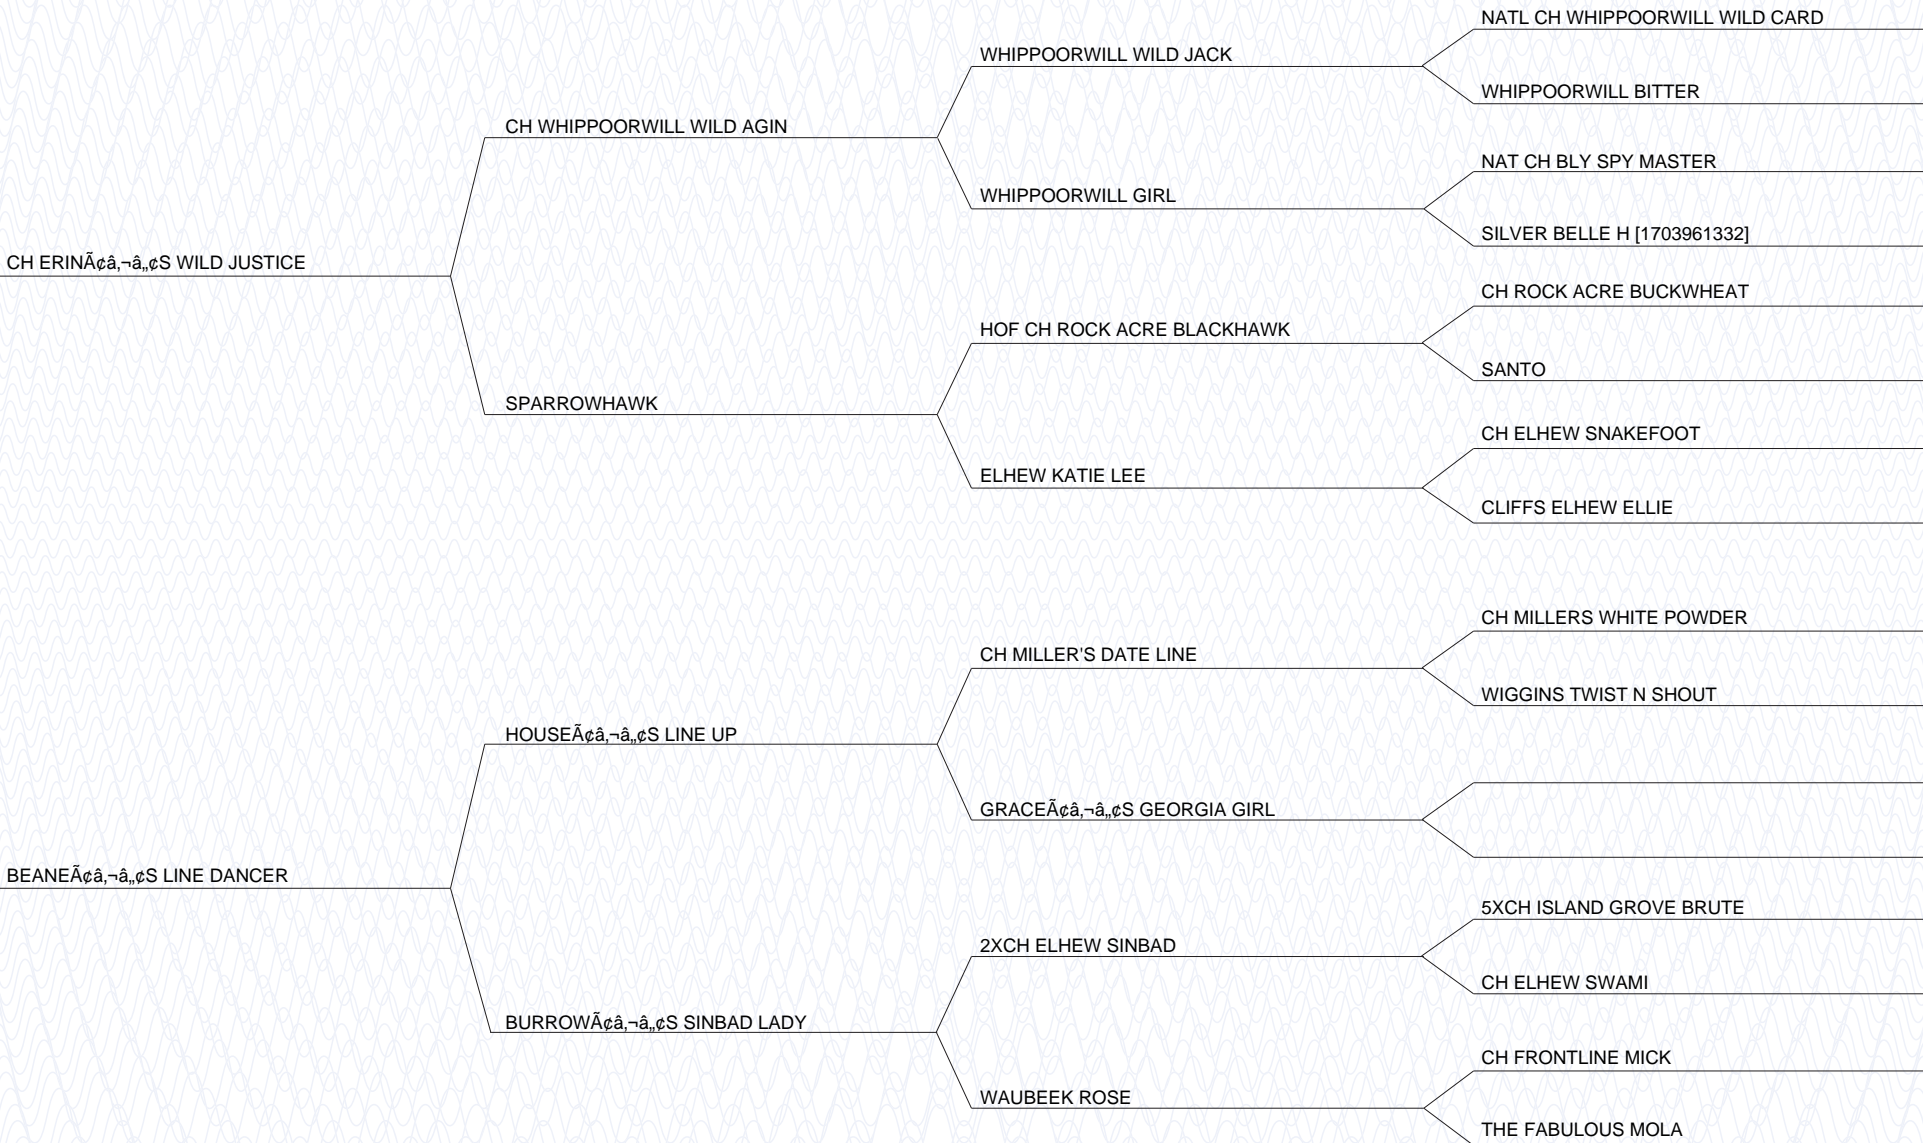 NATL CH WHIPPOORWILL WILD CARD
WHIPPOORWILL WILD JACK
WHIPPOORWILL BITTER
CH WHIPPOORWILL WILD AGIN
NAT CH BLY SPY MASTER
WHIPPOORWILL GIRL
SILVER BELLE H [1703961332]
CH ERINÃ¢â‚¬â„¢S WILD JUSTICE
CH ROCK ACRE BUCKWHEAT
HOF CH ROCK ACRE BLACKHAWK
SANTO
SPARROWHAWK
CH ELHEW SNAKEFOOT
ELHEW KATIE LEE
CLIFFS ELHEW ELLIE
CH MILLERS WHITE POWDER
CH MILLER'S DATE LINE
WIGGINS TWIST N SHOUT
HOUSEÃ¢â‚¬â„¢S LINE UP
GRACEÃ¢â‚¬â„¢S GEORGIA GIRL
BEANEÃ¢â‚¬â„¢S LINE DANCER
5XCH ISLAND GROVE BRUTE
2XCH ELHEW SINBAD
CH ELHEW SWAMI
BURROWÃ¢â‚¬â„¢S SINBAD LADY
CH FRONTLINE MICK
WAUBEEK ROSE
THE FABULOUS MOLA